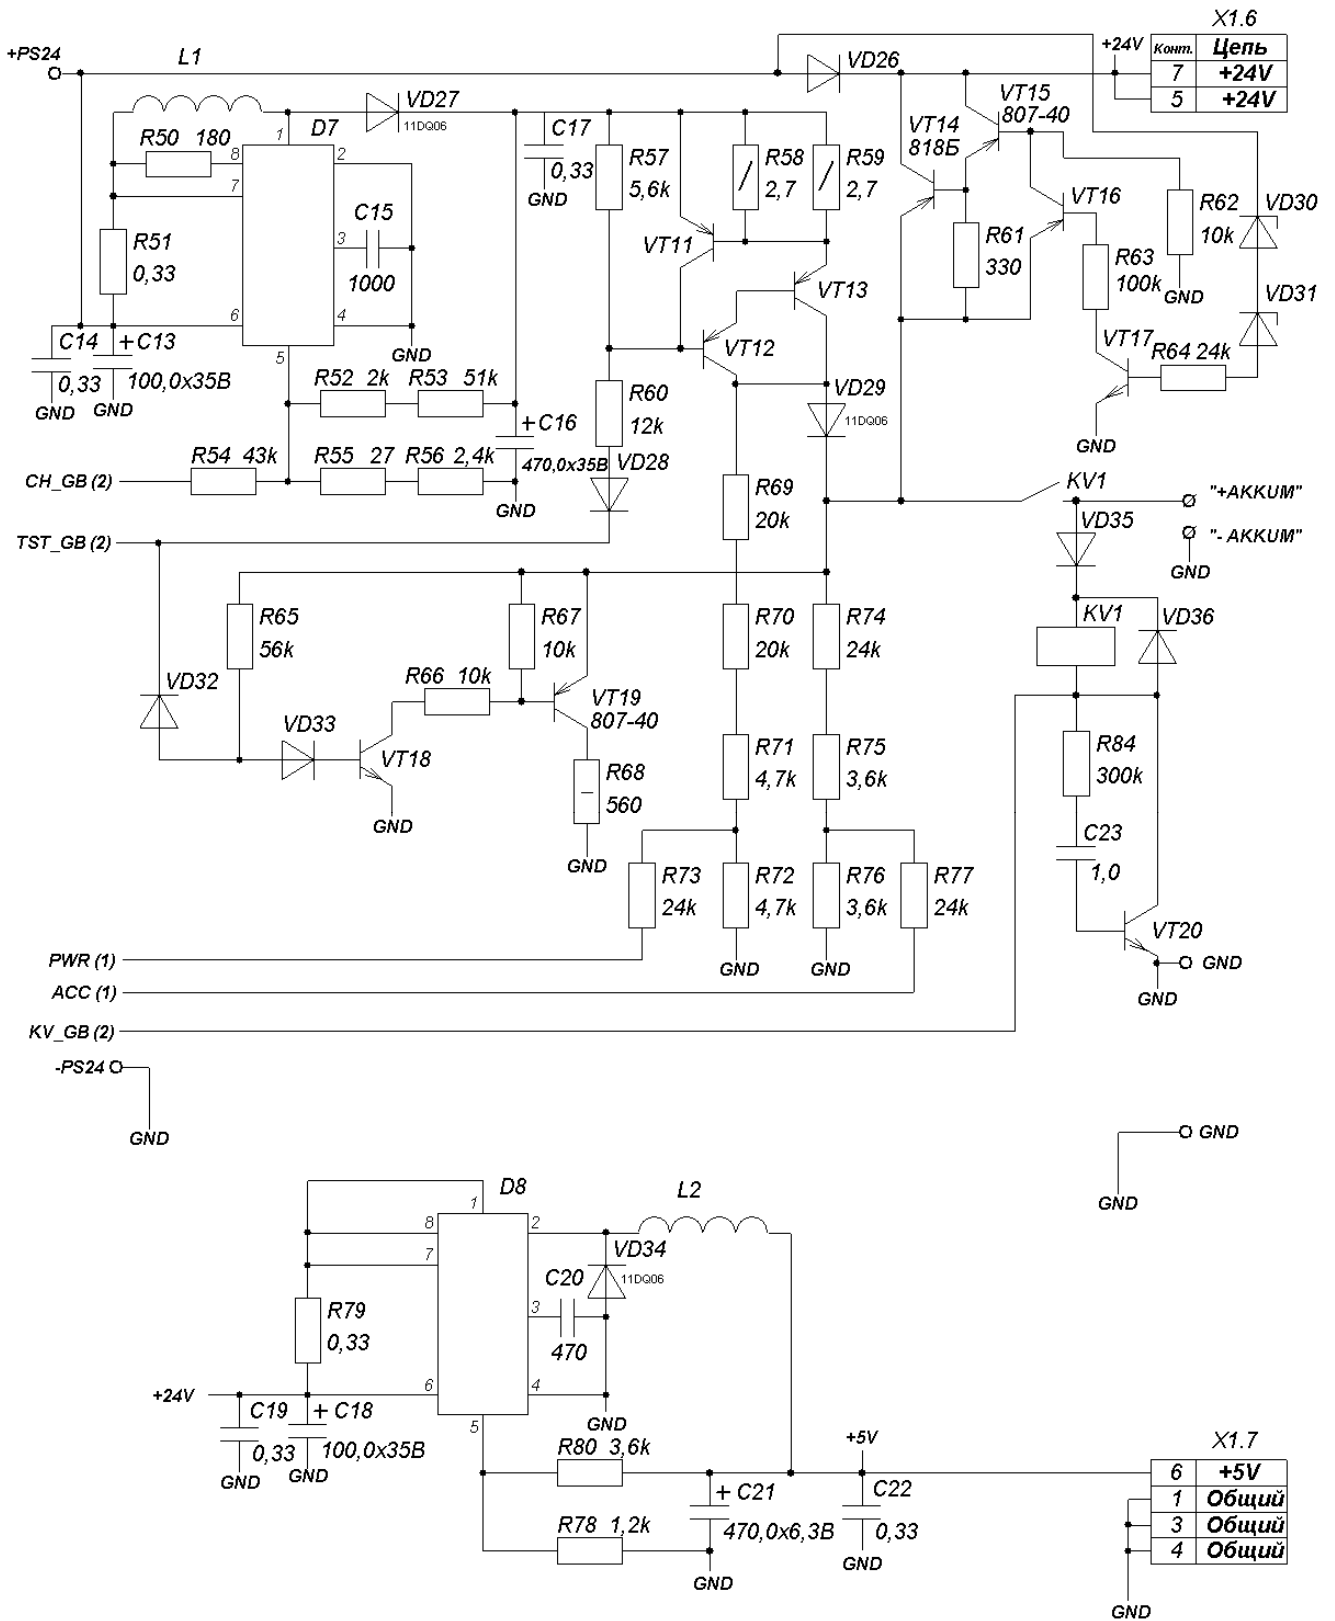 X1.6
+PS24
L1
+24V
Конт. Цепь
7 +24V
5 +24V
VD26
VD27
11DQ06
D7
1
R50 180
8
2
7
C17
0,33
GND
R57
5,6k
R58
2,7
R59
2,7
VT14
818Б
VT15
807-40
VT16
R62
10k
GND
VD30
R51
0,33
C15
3
1000
VT11
R61
330
R63
100k
VT13
VD31
6
4
GND
C14
0,33
GND
+ C13
100,0x35В
GND
5
VT12
VT17
R64 24k
GND
R52 2k
R53 51k
R60
12k
VD29
11DQ06
+ C16
470,0x35В
GND
R54 43k
R55 27
R56 2,4k
CH_GB (2)
VD28
R69
20k
KV1
"+AKKUM"
VD35
"- AKKUM"
GND
TST_GB (2)
R65
56k
R67
10k
R70
20k
R74
24k
KV1
VD36
VD32
R66 10k
VT19
807-40
VD33
VT18
GND
R68
560
GND
R71
4,7k
R75
3,6k
R84
300k
C23
1,0
R73
24k
R72
4,7k
GND
R76
3,6k
GND
R77
24k
VT20
GND
GND
PWR (1)
ACC (1)
KV_GB (2)
-PS24
GND
GND
GND
D8
L2
1
8
2
7
VD34
11DQ06
C20
3
470
R79
0,33
+24V
6
4
GND
C19
0,33
GND
+ C18
100,0x35В
GND
5
R80 3,6k
+5V
X1.7
6 +5V
1 Общий
3 Общий
4 Общий
GND
+ C21
470,0x6,3В
GND
C22
0,33
GND
R78 1,2k